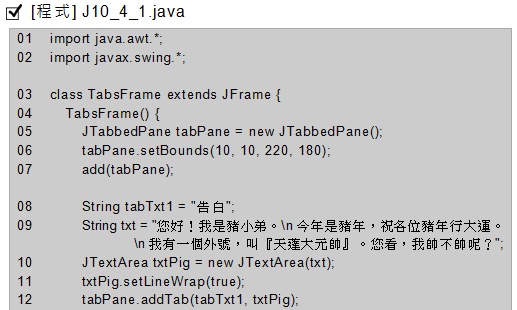 [程式] J10_4_1.java
01 import java.awt.*;
02 import javax.swing.*;
03 class TabsFrame extends JFrame {
04 TabsFrame() {
05 JTabbedPane tabPane = new JTabbedPane();
06 tabPane.setBounds(10, 10, 220, 180);
07 add(tabPane);
08 String tabTxt1 = "告白";
09 String txt = "您好！我是豬小弟。\n 今年是豬年，祝各位豬年行大運。
\n 我有一個外號，叫『天蓬大元帥』。您看，我帥不帥呢？";
10 JTextArea txtPig = new JTextArea(txt);
11 txtPig.setLineWrap(true);
12 tabPane.addTab(tabTxt1, txtPig);